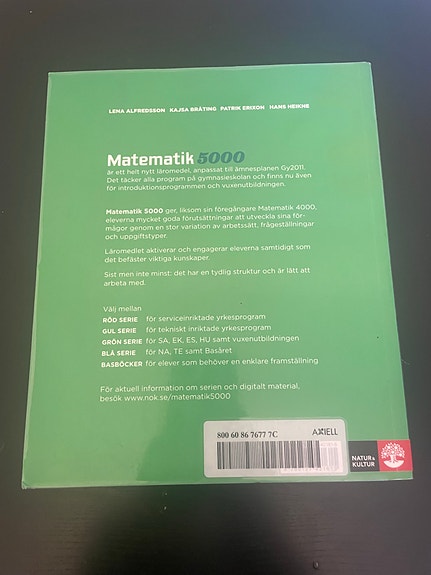 LENA ALFREDSSON KAJSA BRÅTING PATRIK ERIXON HANS HEIKNE
Matematik 5000
är ett helt nytt läromedel, anpassat till ämnesplanen Gy2011.
Det täcker alla program på gymnasieskolan och finns nu även
för introduktionsprogrammen och vuxenutbildningen.
Matematik 5000 ger, liksom sin föregångare Matematik 4000,
eleverna mycket goda förutsättningar att utveckla sina för-
mågor genom en stor variation av arbetssätt, frågeställningar
och uppgiftstyper.
Läromedlet aktiverar och engagerar eleverna samtidigt som
det befäster viktiga kunskaper.
Sist men inte minst: det har en tydlig struktur och är lätt att
arbeta med.
Välj mellan
RÖD SERIE för serviceinriktade yrkesprogram
GUL SERIE för tekniskt inriktade yrkesprogram
GRÖN SERIE för SA, EK, ES, HU samt vuxenutbildningen
BLÅ SERIE för NA, TE samt Basåret
BASBÖCKER för elever som behöver en enklare framställning
För aktuell information om serien och digitalt material,
besök www.nok.se/matematik5000
800 60 86 7677 7C AXIELL
NATUR &
KULTUR